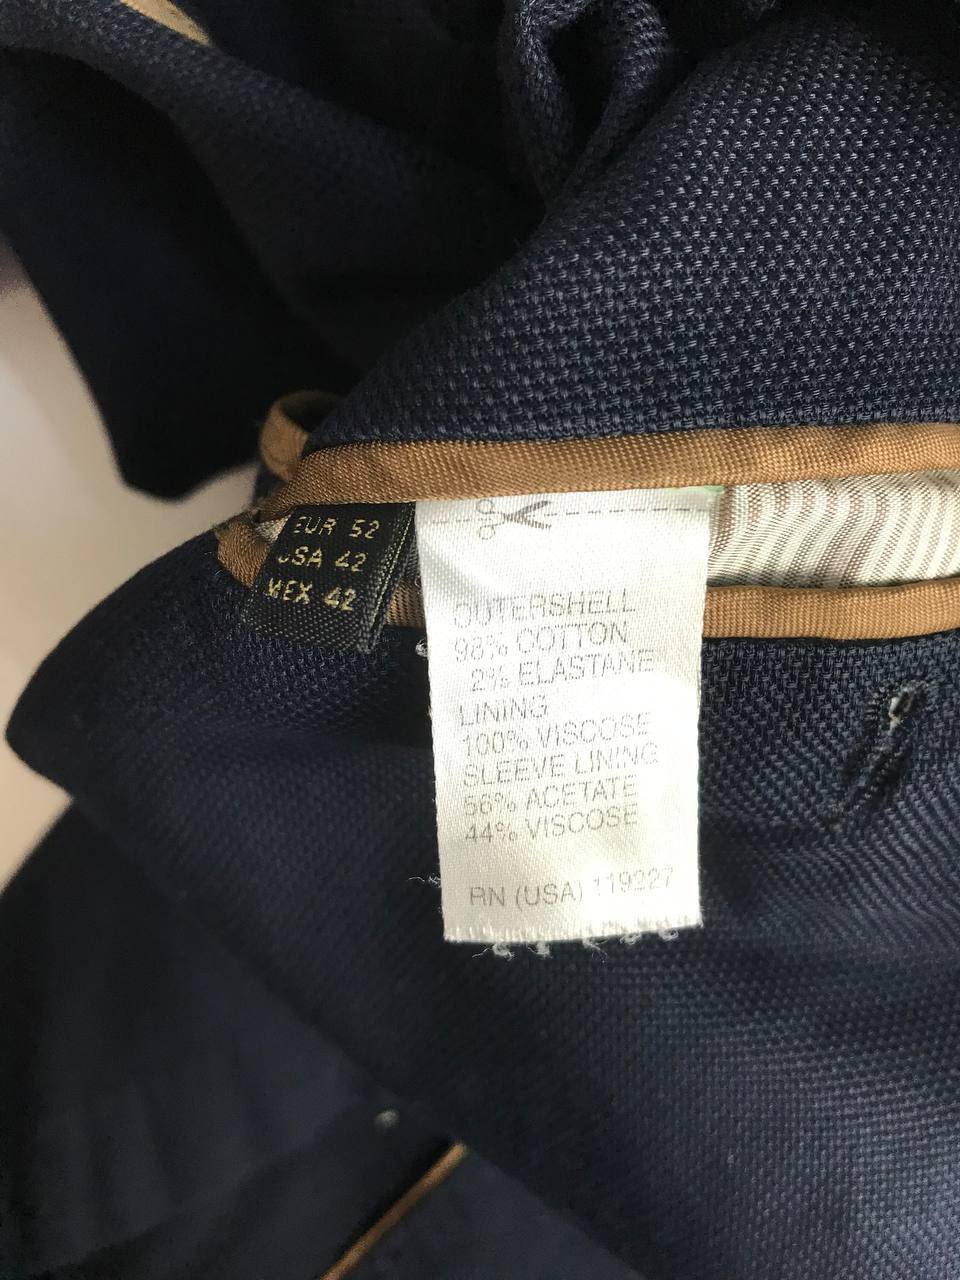 EUR 52
USA 42
MEX 42
OUTERSHELL
98% COTTON
2% ELASTANE
LINING
100% VISCOSE
SLEEVE LINING
56% ACETATE
44% VISCOSE
RN (USA) 119227